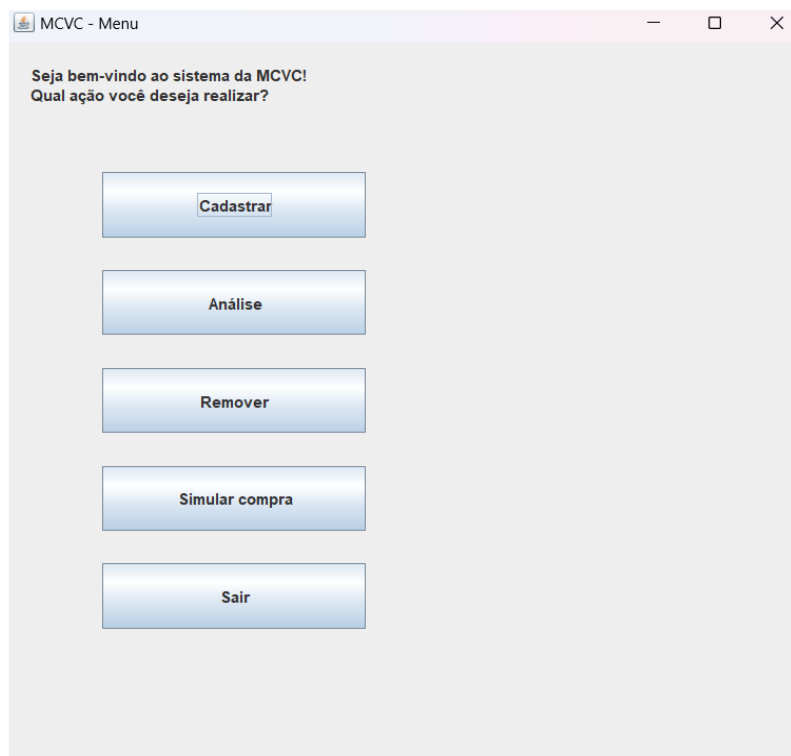 MCVC - Menu
Seja bem-vindo ao sistema da MCVC!
Qual ação você deseja realizar?
Cadastrar
Análise
Remover
Simular compra
Sair